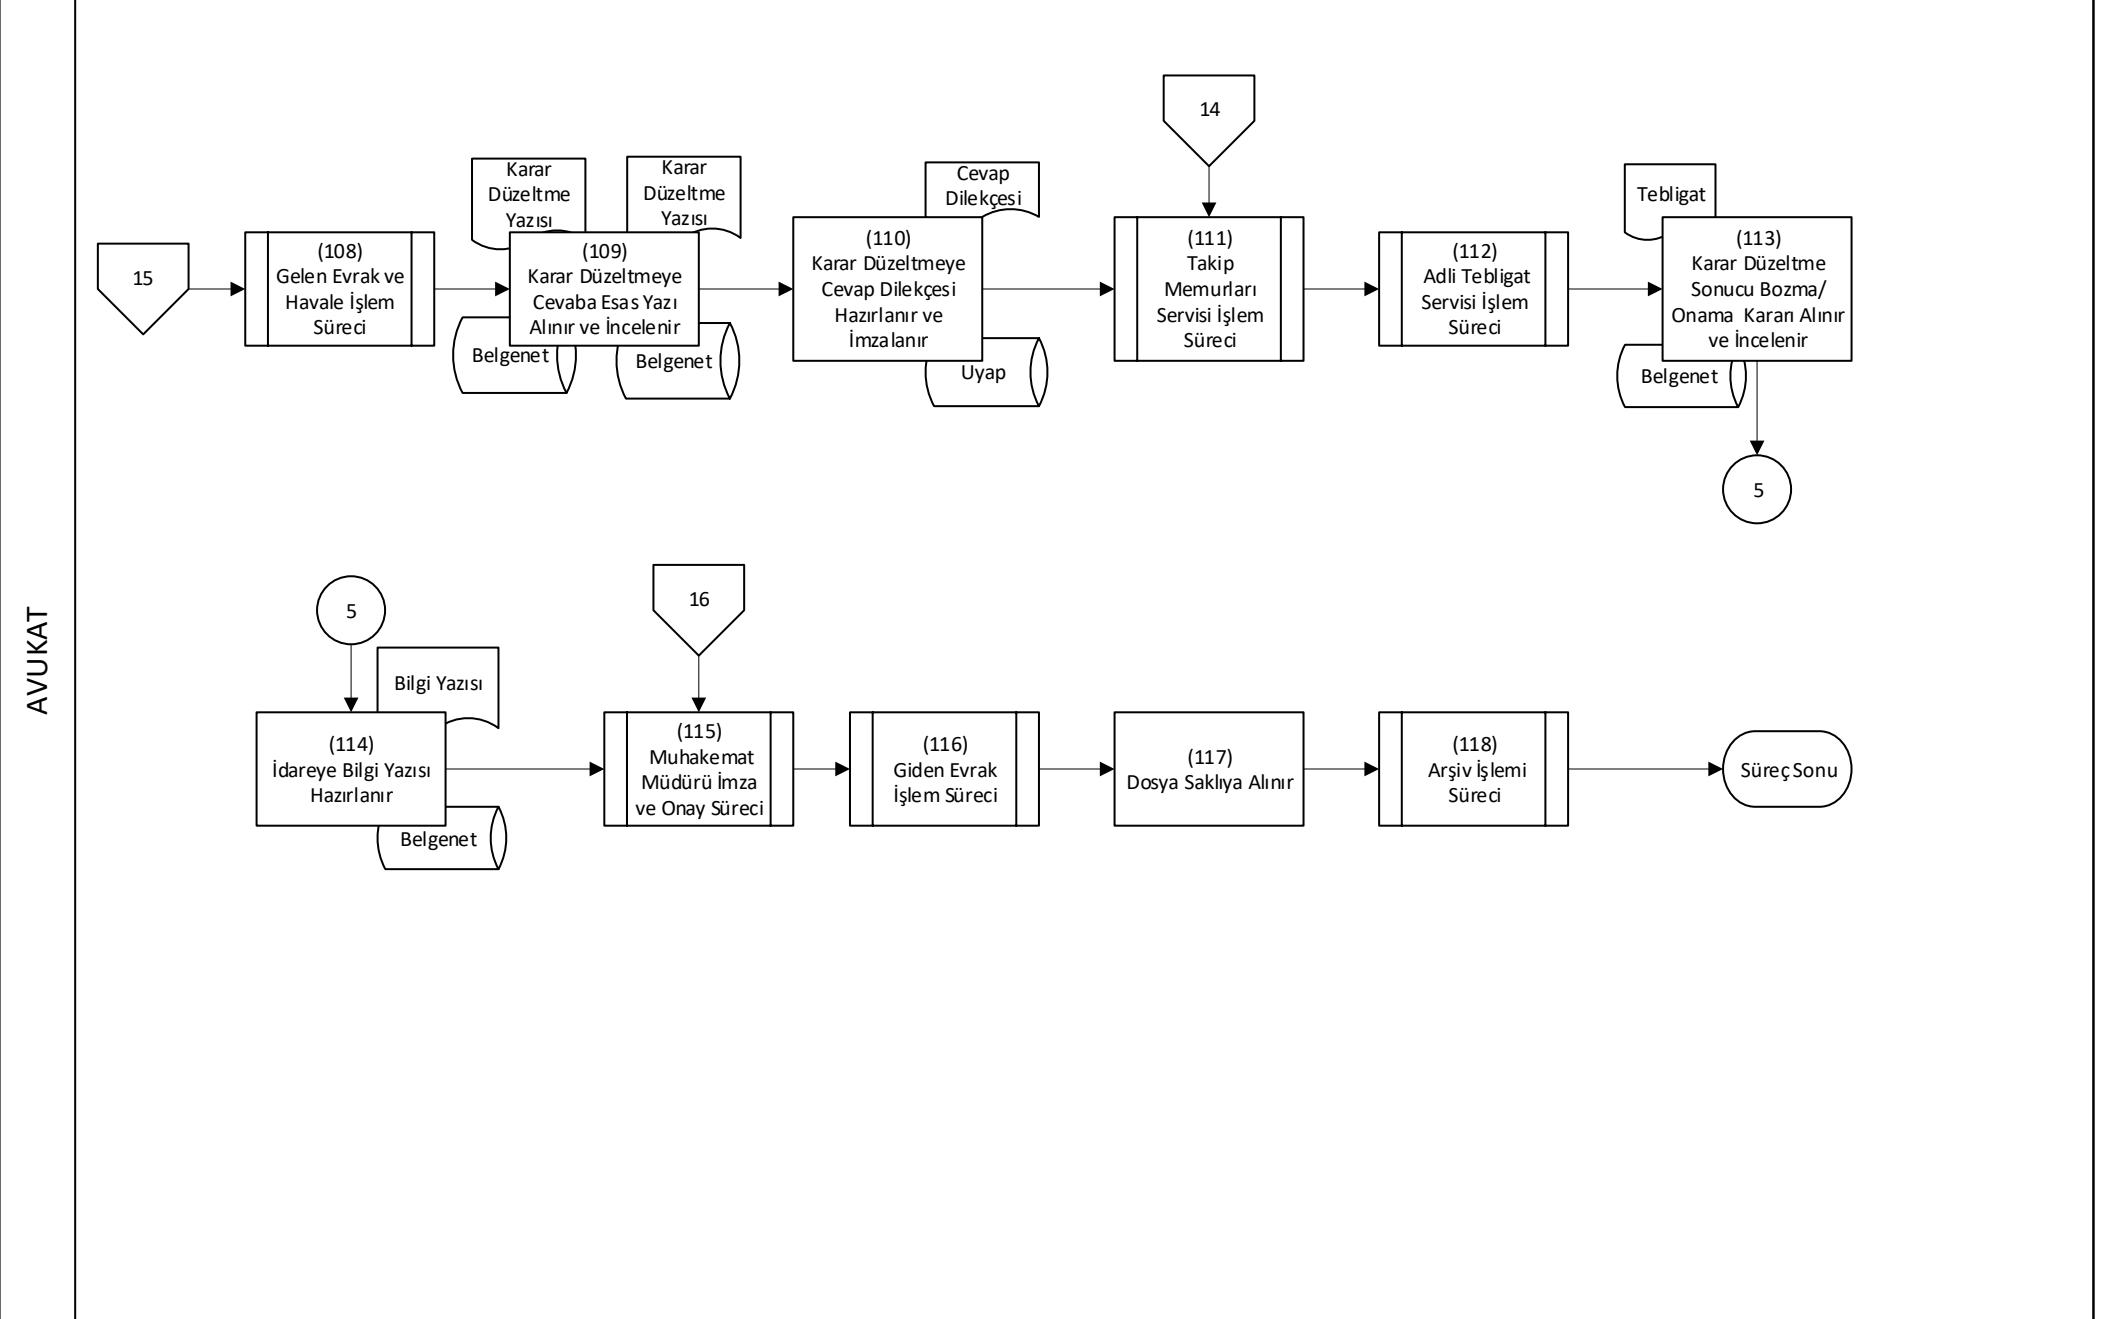 AVUKAT
15
(108)
Gelen Evrak ve
Havale İşlem
Süreci
Karar
Düzeltme
Yazısı
Karar
Düzeltme
Yazısı
(109)
Karar Düzeltmeye
Cevaba Esas Yazı
Alınır ve İncelenir
Belgenet
Belgenet
Cevap
Dilekçesi
(110)
Karar Düzeltmeye
Cevap Dilekçesi
Hazırlanır ve
İmzalanır
Uyap
14
(111)
Takip
Memurları
Servisi İşlem
Süreci
(112)
Adli Tebligat
Servisi İşlem
Süreci
Tebligat
(113)
Karar Düzeltme
Sonucu Bozma/
Onama Kararı Alınır
ve İncelenir
Belgenet
5
5
Bilgi Yazısı
(114)
İdareye Bilgi Yazısı
Hazırlanır
Belgenet
16
(115)
Muhakemat
Müdürü İmza
ve Onay Süreci
(116)
Giden Evrak
İşlem Süreci
(117)
Dosya Saklıya Alınır
(118)
Arşiv İşlemi
Süreci
Süreç Sonu